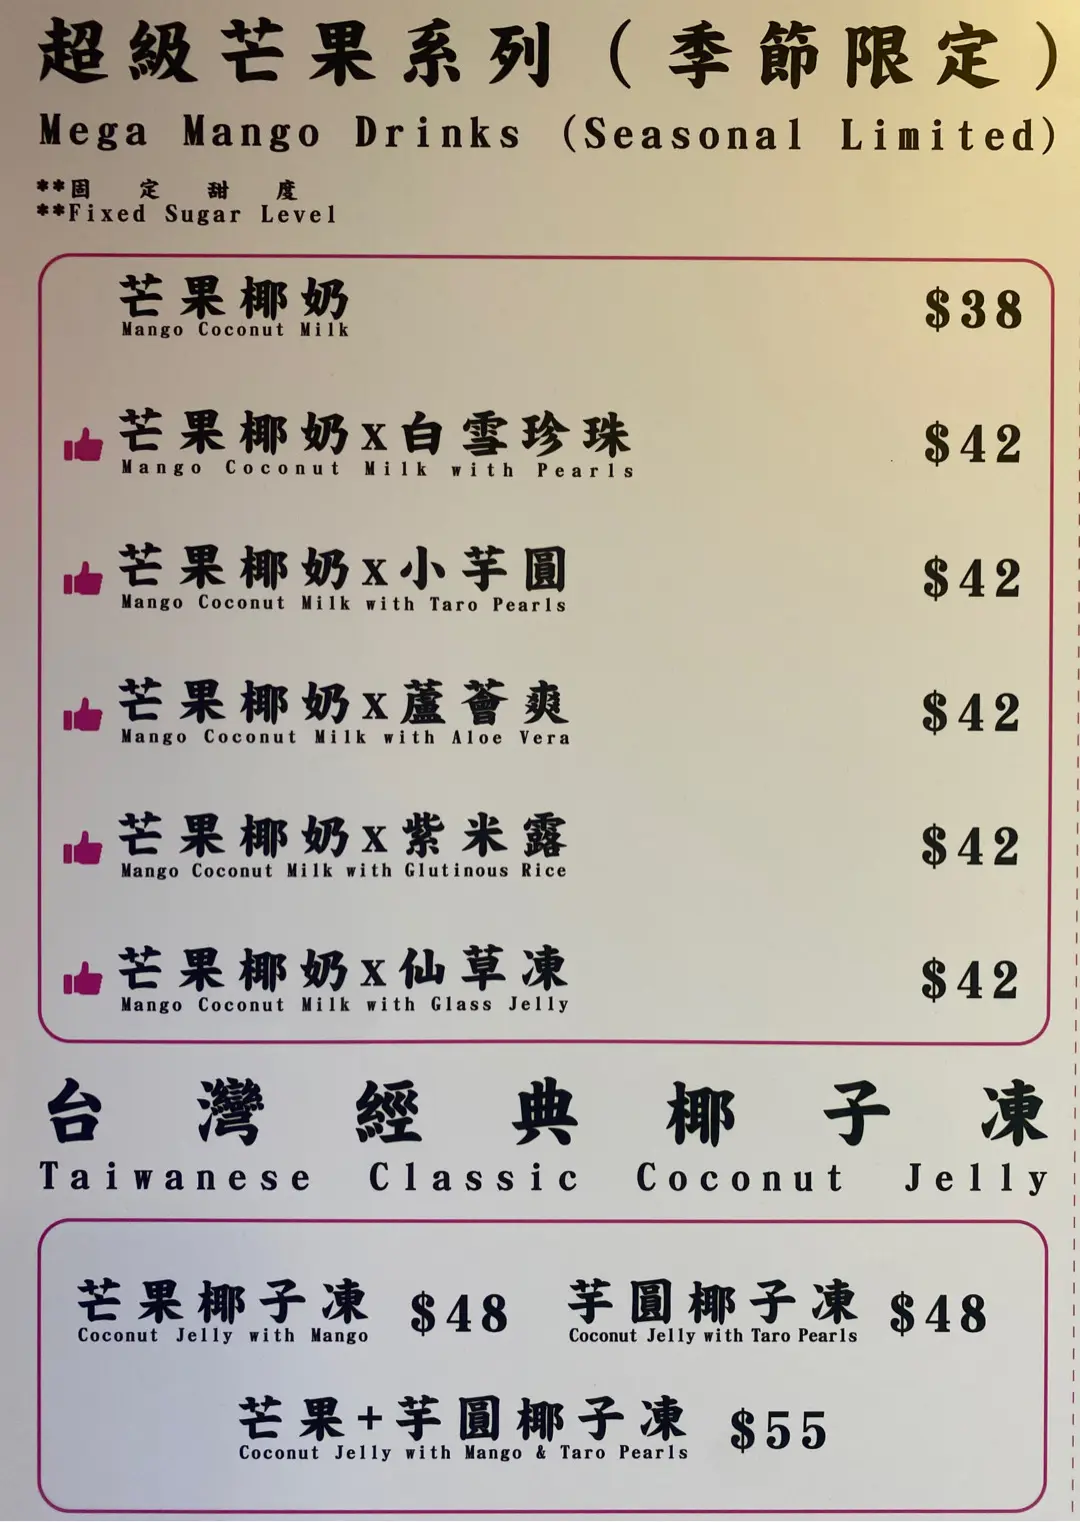 超級芒果系列（季節限定）
Mega Mango Drinks (Seasonal Limited)
**固定甜度
**Fixed Sugar Level
芒果椰奶 $38
Mango Coconut Milk
芒果椰奶x白雪珍珠 $42
Mango Coconut Milk with Pearls
芒果椰奶x小芋圓 $42
Mango Coconut Milk with Taro Pearls
芒果椰奶x蘆薈爽 $42
Mango Coconut Milk with Aloe Vera
芒果椰奶x紫米露 $42
Mango Coconut Milk with Glutinous Rice
芒果椰奶x仙草凍 $42
Mango Coconut Milk with Glass Jelly
台灣經典椰子凍
Taiwanese Classic Coconut Jelly
芒果椰子凍 $48
Coconut Jelly with Mango
芋圓椰子凍 $48
Coconut Jelly with Taro Pearls
芒果+芋圓椰子凍 $55
Coconut Jelly with Mango & Taro Pearls